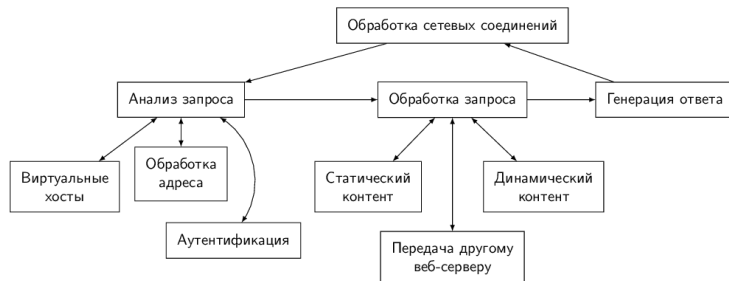 Обработка сетевых соединений
Анализ запроса
Обработка запроса
Генерация ответа
Виртуальные
хосты
Обработка
адреса
Статический
контент
Динамический
контент
Аутентификация
Передача другому
веб-серверу